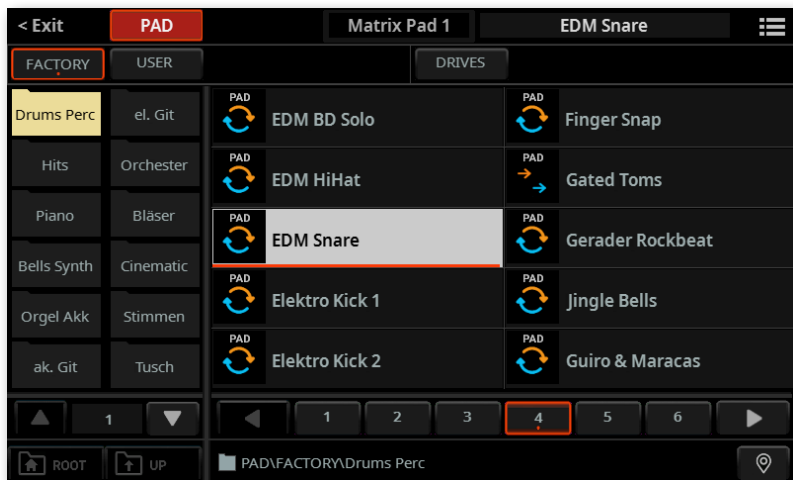 < Exit PAD Matrix Pad 1 EDM Snare
FACTORY USER DRIVES
Drums Perc el. Git
Hits Orchester
Piano Bläser
Bells Synth Cinematic
Orgel Akk Stimmen
ak. Git Tusch
1
ROOT UP
PAD EDM BD Solo
PAD Finger Snap
PAD EDM HiHat
PAD Gated Toms
PAD EDM Snare
PAD Gerader Rockbeat
PAD Elektro Kick 1
PAD Jingle Bells
PAD Elektro Kick 2
PAD Guiro & Maracas
1 2 3 4 5 6
PAD\FACTORY\Drums Perc